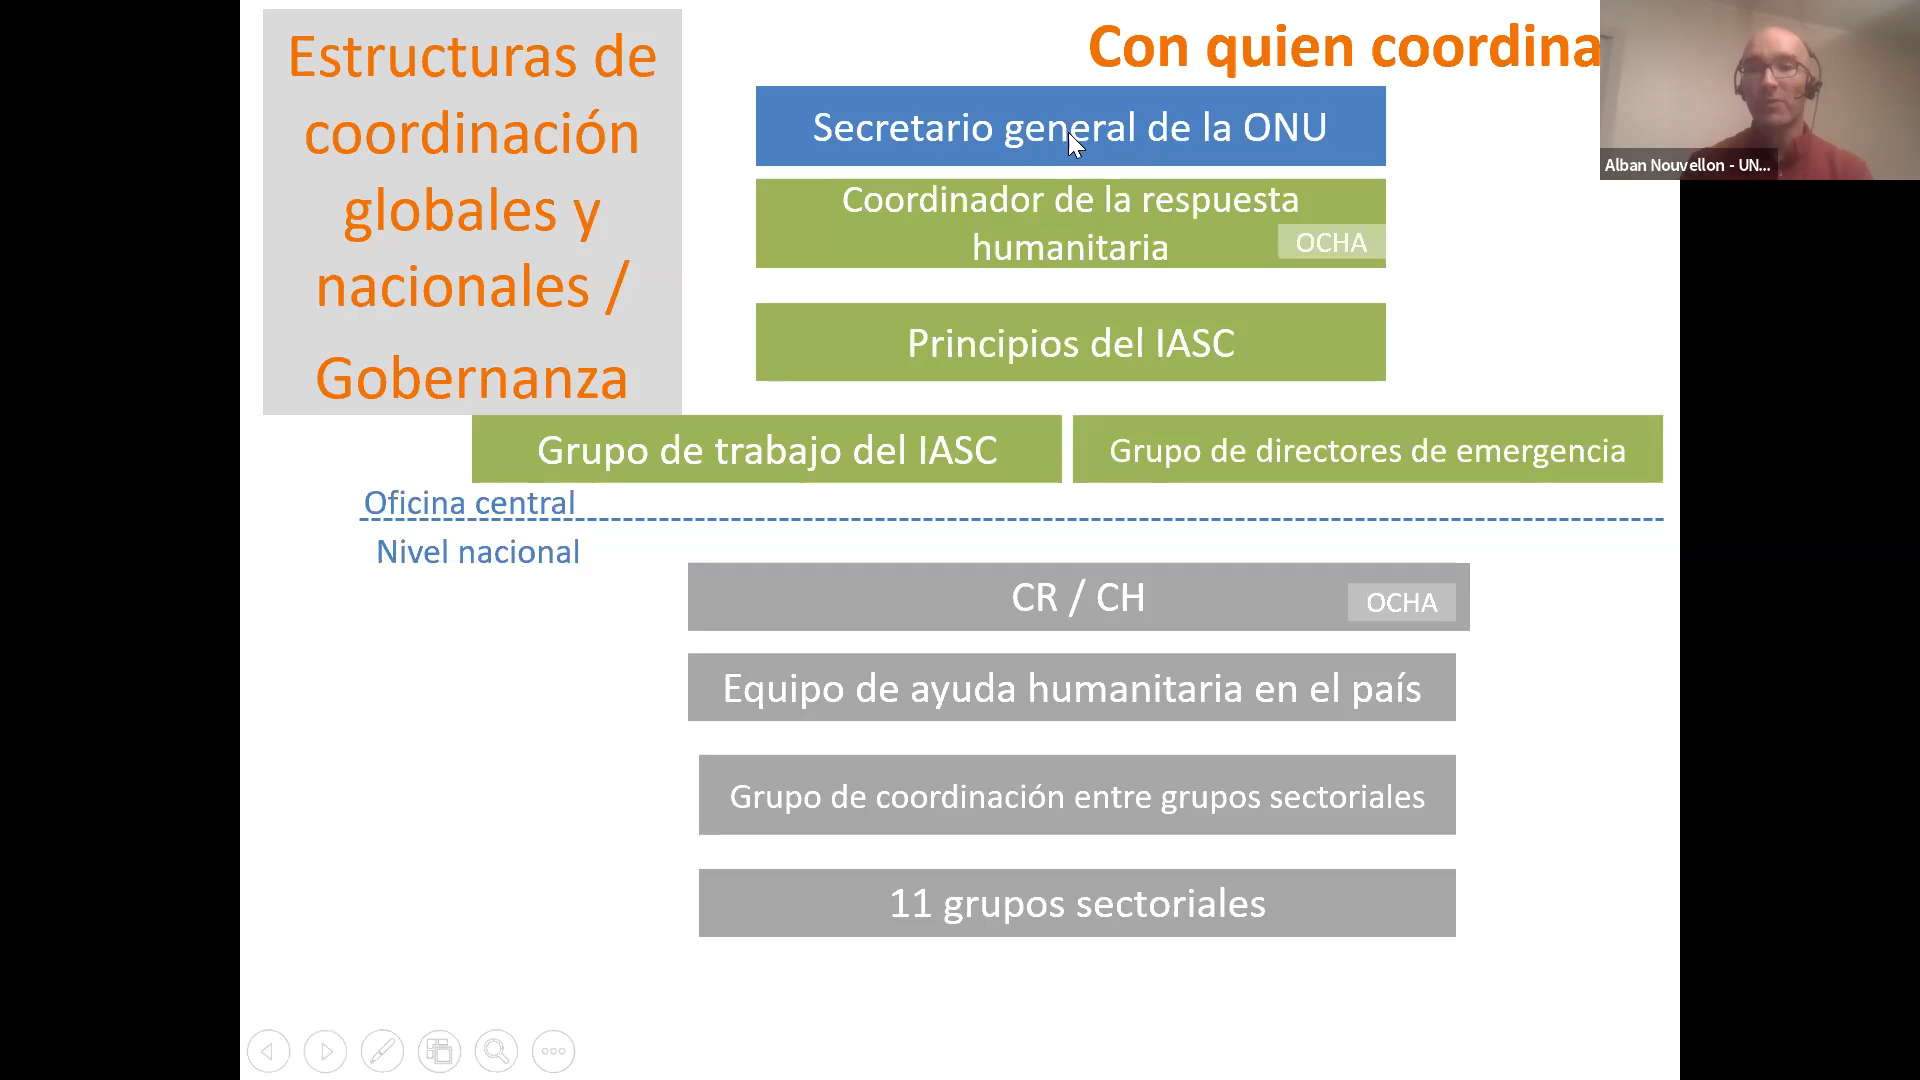 Estructuras de
coordinación
globales y
nacionales /
Gobernanza
Con quien coordina
Secretario general de la ONU
Coordinador de la respuesta
humanitaria
OCHA
Principios del IASC
Grupo de trabajo del IASC
Grupo de directores de emergencia
Oficina central
Nivel nacional
CR / CH
OCHA
Equipo de ayuda humanitaria en el país
Grupo de coordinación entre grupos sectoriales
11 grupos sectoriales
Alban Nouvellon - UN...